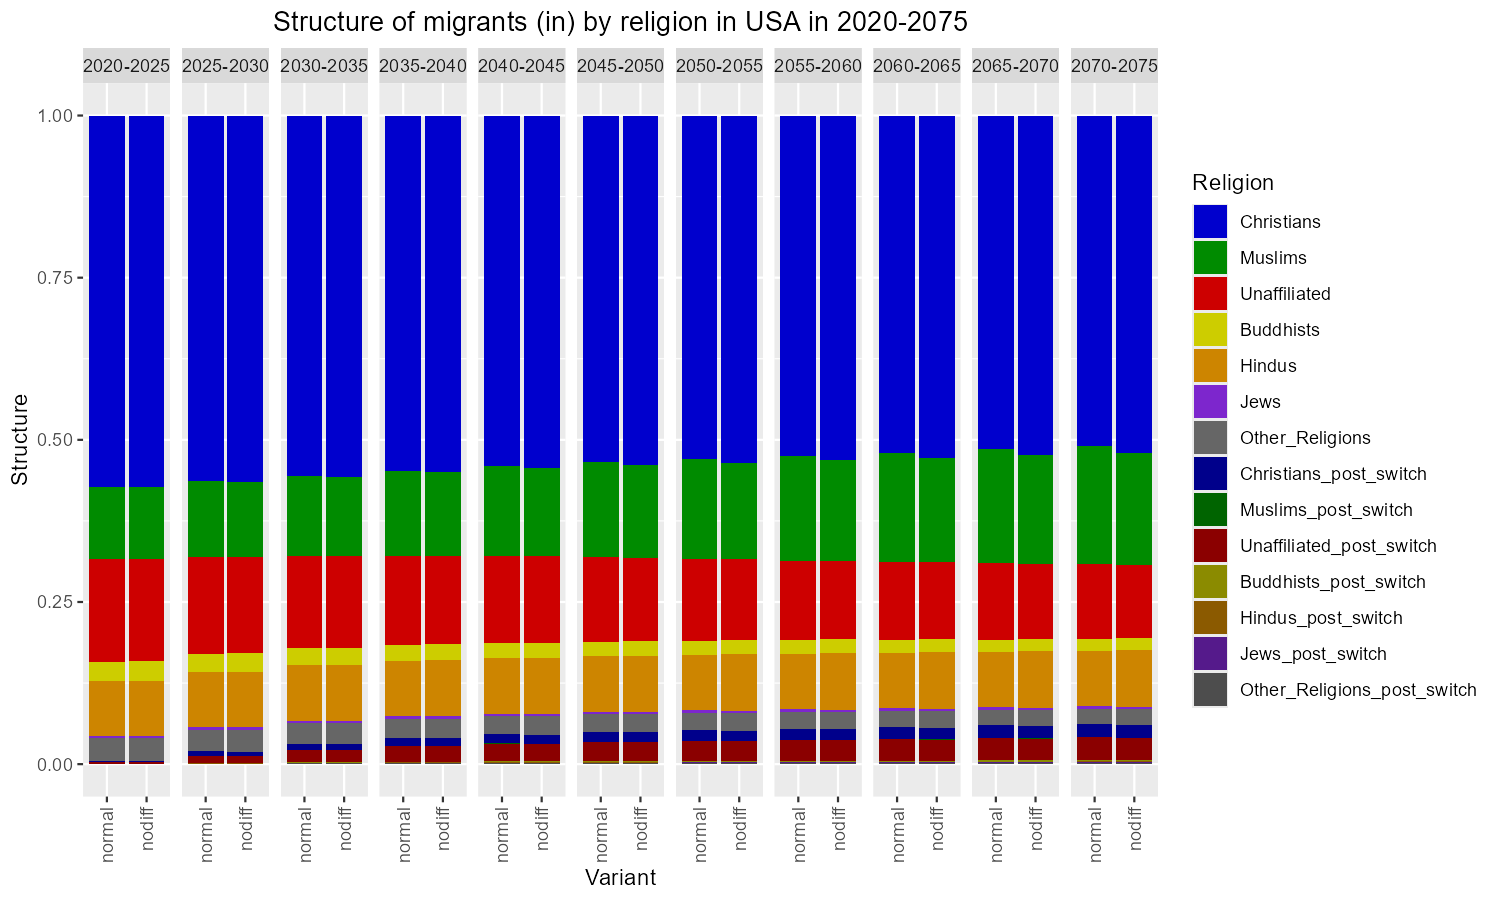 Structure of migrants (in) by religion in USA in 2020-2075
2020-2025 2025-2030 2030-2035 2035-2040 2040-2045 2045-2050 2050-2055 2055-2060 2060-2065 2065-2070 2070-2075
1.00
0.75
0.50
0.25
0.00
Structure
normal nodiff normal nodiff normal nodiff normal nodiff normal nodiff normal nodiff normal nodiff normal nodiff normal nodiff normal nodiff normal nodiff
Variant
Religion
Christians
Muslims
Unaffiliated
Buddhists
Hindus
Jews
Other_Religions
Christians_post_switch
Muslims_post_switch
Unaffiliated_post_switch
Buddhists_post_switch
Hindus_post_switch
Jews_post_switch
Other_Religions_post_switch